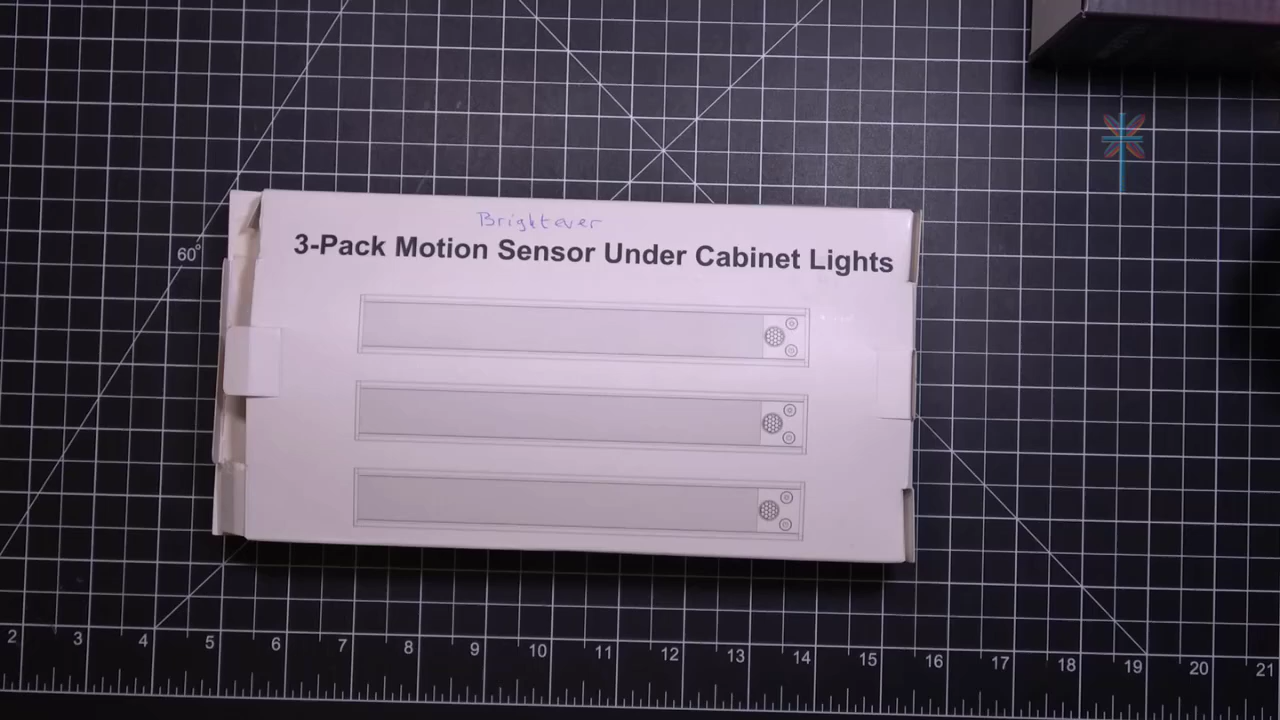 Brightever
3-Pack Motion Sensor Under Cabinet Lights
60°
2 3 4 5 6 7 8 9 10 11 12 13 14 15 16 17 18 19 20 21